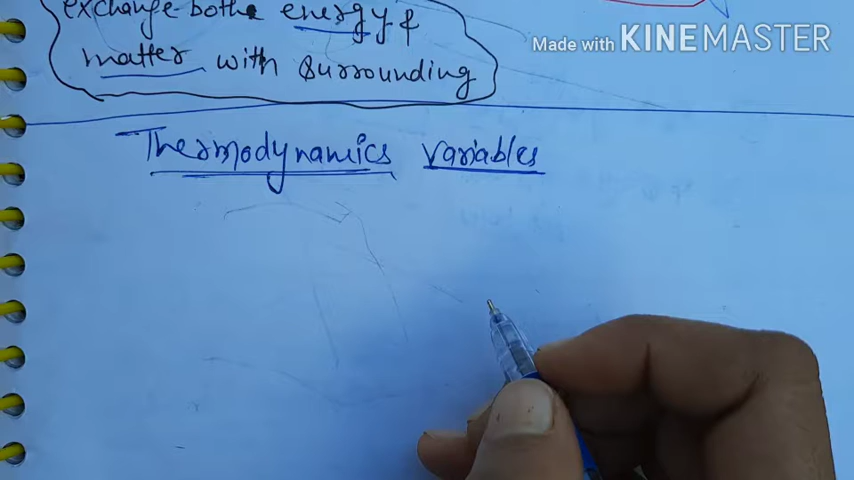 exchange both energy &
matter with surrounding
Made with KINEMASTER
Thermodynamics variables